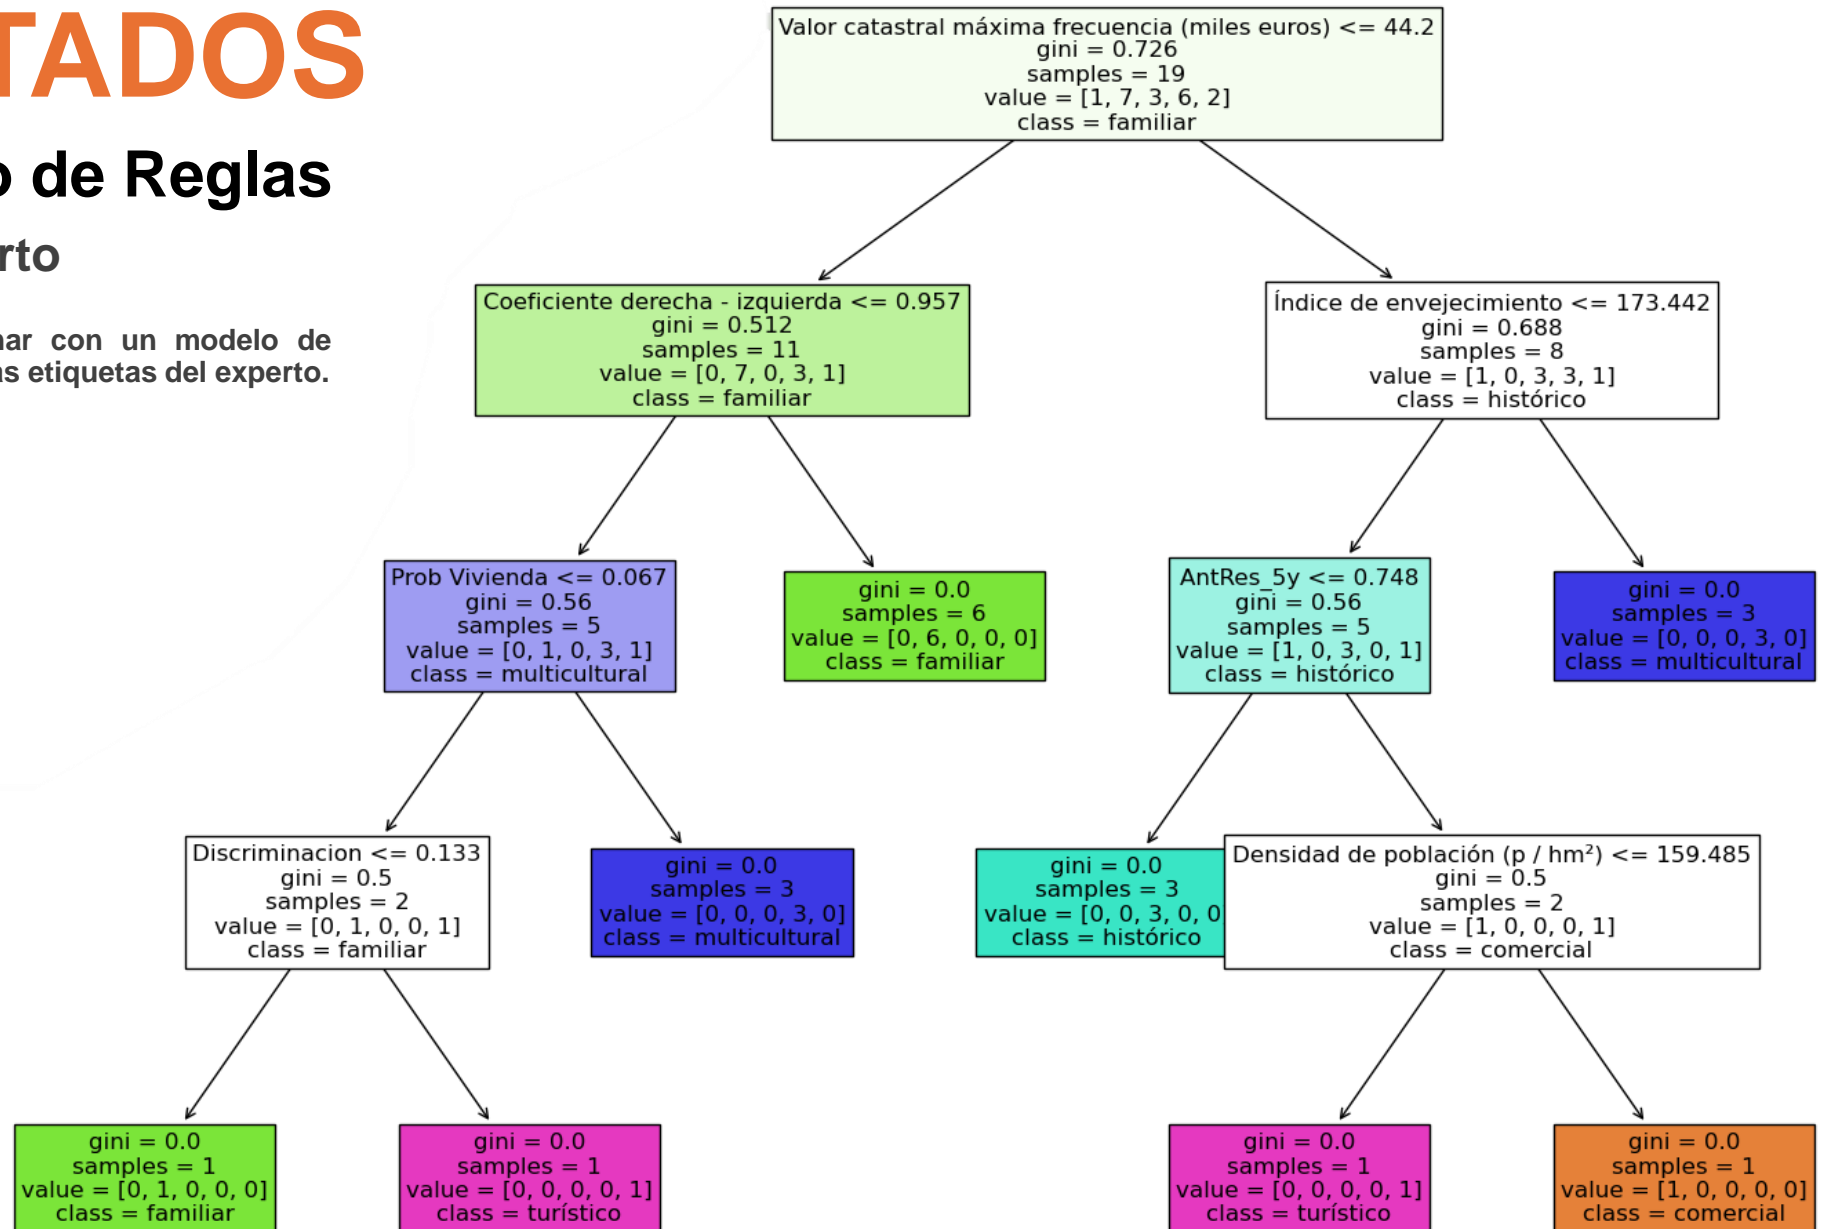 TADOS
o de Reglas
rto
nar con un modelo de
as etiquetas del experto.
Valor catastral máxima frecuencia (miles euros) <= 44.2
gini = 0.726
samples = 19
value = [1, 7, 3, 6, 2]
class = familiar
Coeficiente derecha - izquierda <= 0.957
gini = 0.512
samples = 11
value = [0, 7, 0, 3, 1]
class = familiar
Índice de envejecimiento <= 173.442
gini = 0.688
samples = 8
value = [1, 0, 3, 3, 1]
class = histórico
Prob Vivienda <= 0.067
gini = 0.56
samples = 5
value = [0, 1, 0, 3, 1]
class = multicultural
gini = 0.0
samples = 6
value = [0, 6, 0, 0, 0]
class = familiar
AntRes_5y <= 0.748
gini = 0.56
samples = 5
value = [1, 0, 3, 0, 1]
class = histórico
gini = 0.0
samples = 3
value = [0, 0, 0, 3, 0]
class = multicultural
Discriminacion <= 0.133
gini = 0.5
samples = 2
value = [0, 1, 0, 0, 1]
class = familiar
gini = 0.0
samples = 3
value = [0, 0, 0, 3, 0]
class = multicultural
gini = 0.0
samples = 3
value = [0, 0, 3, 0, 0
class = histórico
Densidad de población (p / hm²) <= 159.485
gini = 0.5
samples = 2
value = [1, 0, 0, 0, 1]
class = comercial
gini = 0.0
samples = 1
value = [0, 1, 0, 0, 0]
class = familiar
gini = 0.0
samples = 1
value = [0, 0, 0, 0, 1]
class = turístico
gini = 0.0
samples = 1
value = [0, 0, 0, 0, 1]
class = turístico
gini = 0.0
samples = 1
value = [1, 0, 0, 0, 0]
class = comercial